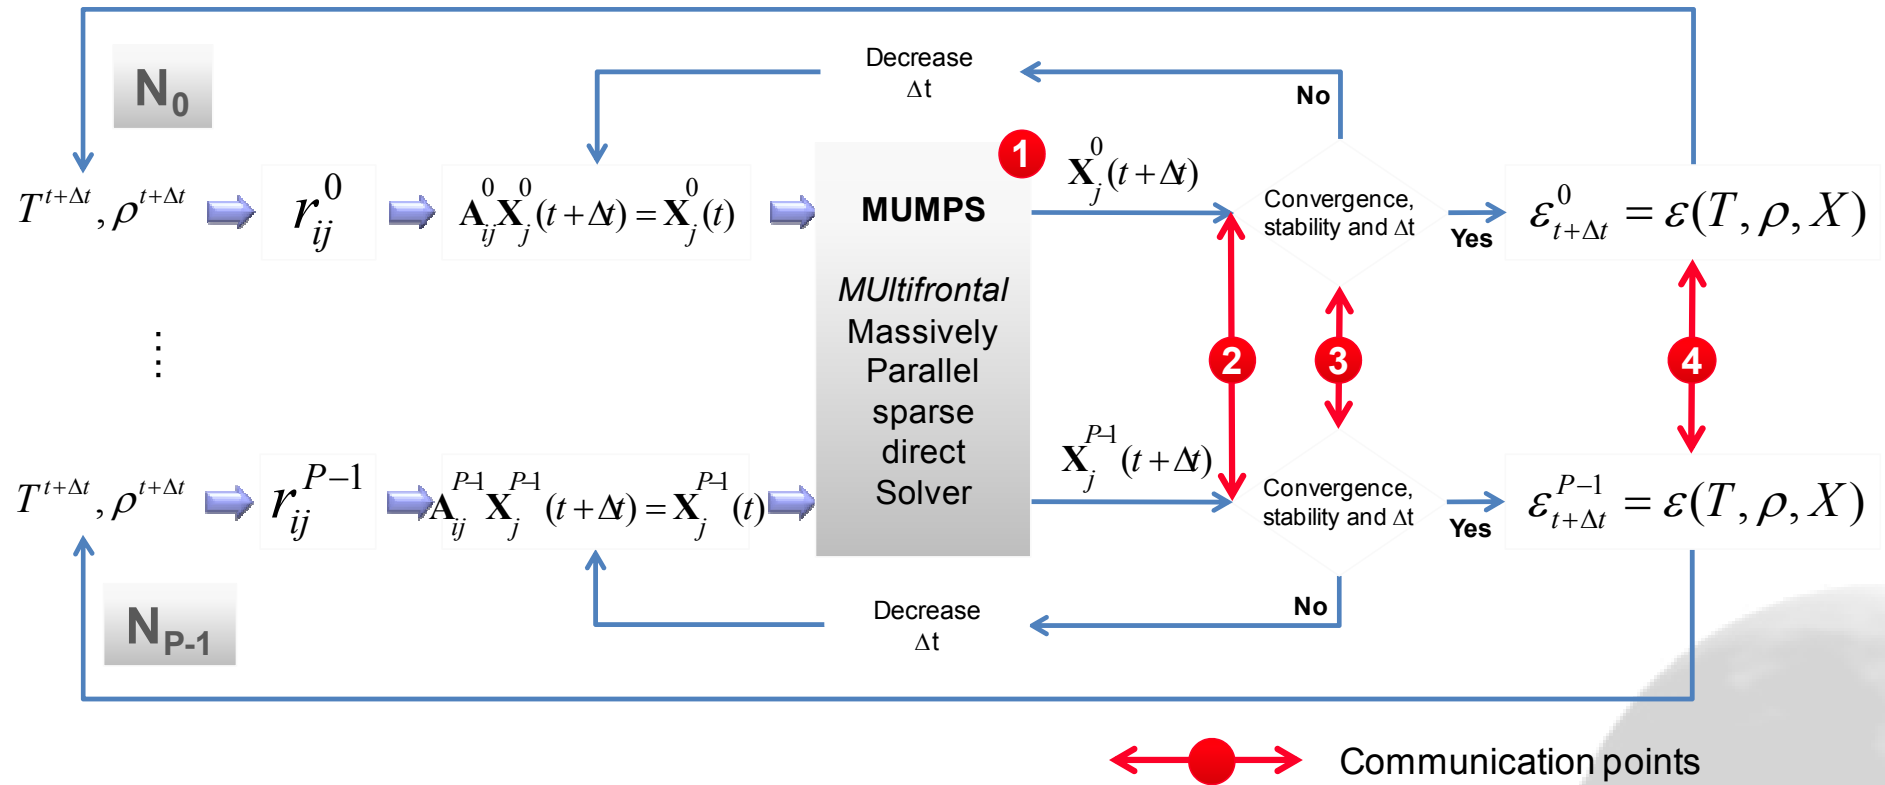 Decrease
Δt
N₀
No
1
X_j^0(t+Δt)
T^{t+Δt}, ρ^{t+Δt}
r_{ij}^0
A_{ij}^0 X_j^0(t+Δt) = X_j^0(t)
MUMPS
MUltifrontal
Massively
Parallel
sparse
direct
Solver
Convergence,
stability and Δt
Yes
ε_{t+Δt}^0 = ε(T, ρ, X)
⋮
2
3
4
X_j^{P-1}(t+Δt)
T^{t+Δt}, ρ^{t+Δt}
r_{ij}^{P-1}
A_{ij}^{P-1} X_j^{P-1}(t+Δt) = X_j^{P-1}(t)
Convergence,
stability and Δt
Yes
ε_{t+Δt}^{P-1} = ε(T, ρ, X)
N_{P-1}
Decrease
Δt
No
Communication points